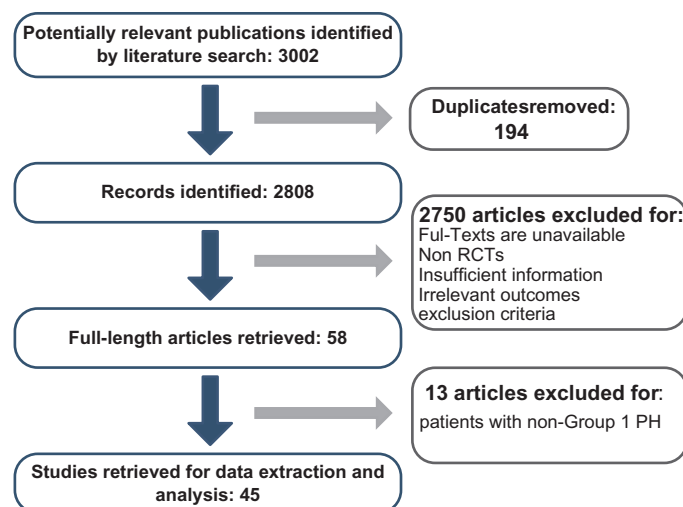 Potentially relevant publications identified
by literature search: 3002
Duplicatesremoved:
194
Records identified: 2808
2750 articles excluded for:
Ful-Texts are unavailable
Non RCTs
Insufficient information
Irrelevant outcomes
exclusion criteria
Full-length articles retrieved: 58
13 articles excluded for:
patients with non-Group 1 PH
Studies retrieved for data extraction and
analysis: 45